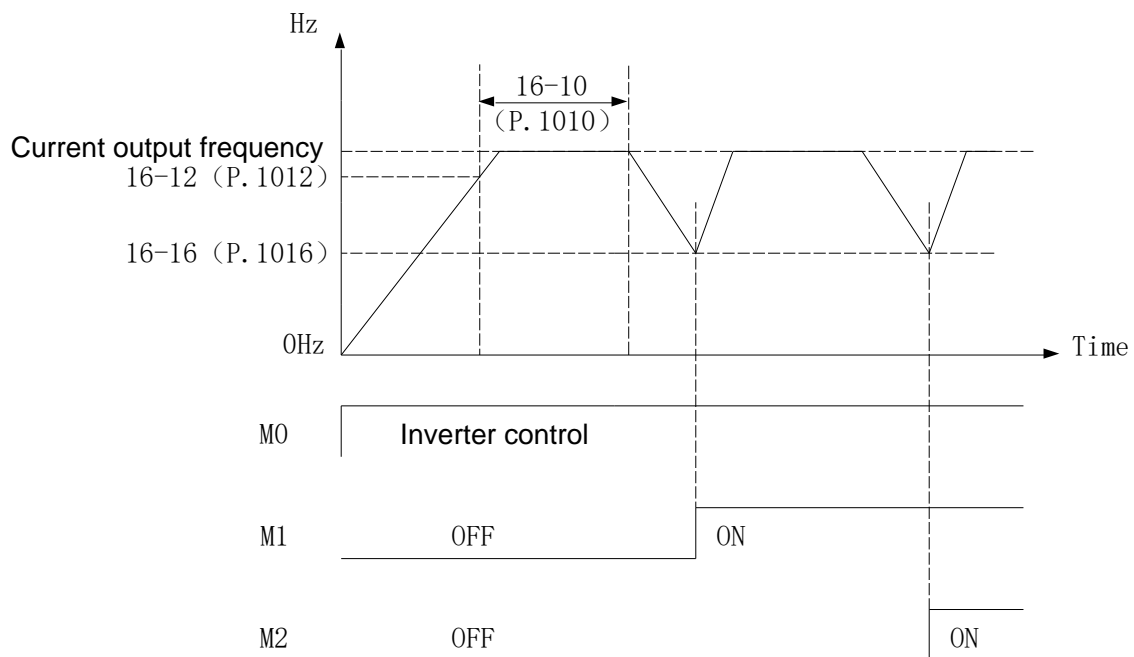 Hz
16-10
(P.1010)
Current output frequency
16-12 (P.1012)
16-16 (P.1016)
0Hz
Time
M0 Inverter control
M1 OFF ON
M2 OFF ON